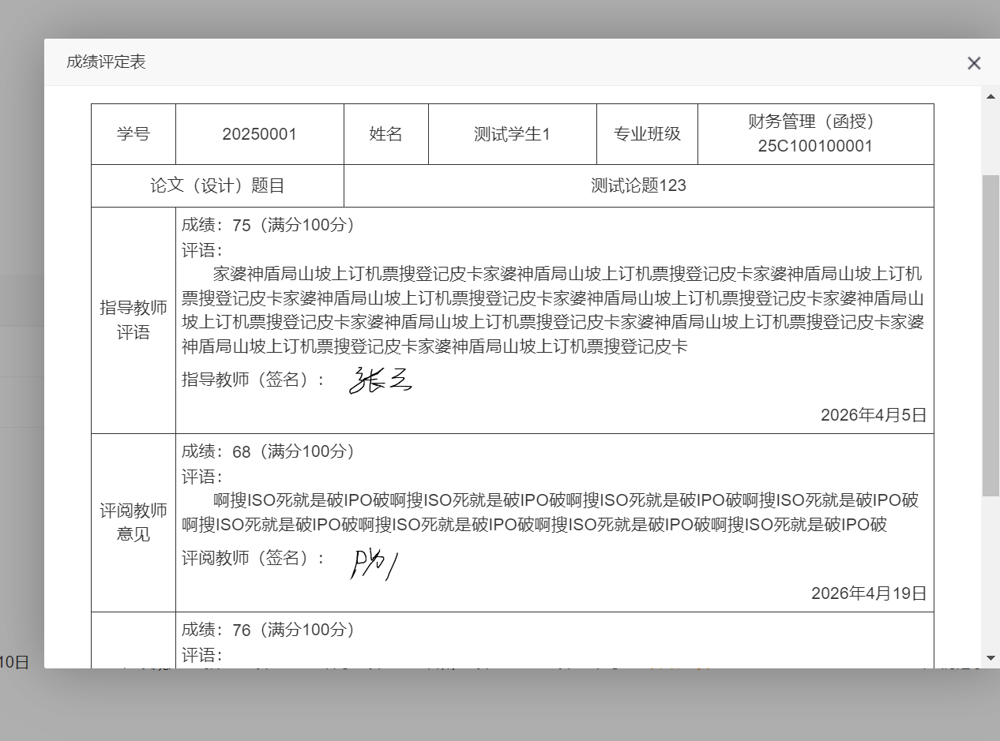 成绩评定表
学号 20250001 姓名 测试学生1 专业班级 财务管理（函授）
25C100100001
论文（设计）题目 测试论题123
指导教师
评语
成绩：75（满分100分）
评语：
家婆神盾局山坡上订机票搜登记皮卡家婆神盾局山坡上订机票搜登记皮卡家婆神盾局山坡上订机
票搜登记皮卡家婆神盾局山坡上订机票搜登记皮卡家婆神盾局山坡上订机票搜登记皮卡家婆神盾局山
坡上订机票搜登记皮卡家婆神盾局山坡上订机票搜登记皮卡家婆神盾局山坡上订机票搜登记皮卡家婆
神盾局山坡上订机票搜登记皮卡家婆神盾局山坡上订机票搜登记皮卡
指导教师（签名）： 张三
2026年4月5日
评阅教师
意见
成绩：68（满分100分）
评语：
啊搜ISO死就是破IPO破啊搜ISO死就是破IPO破啊搜ISO死就是破IPO破啊搜ISO死就是破IPO破
啊搜ISO死就是破IPO破啊搜ISO死就是破IPO破啊搜ISO死就是破IPO破啊搜ISO死就是破IPO破
评阅教师（签名）：
2026年4月19日
成绩：76（满分100分）
评语：
10日